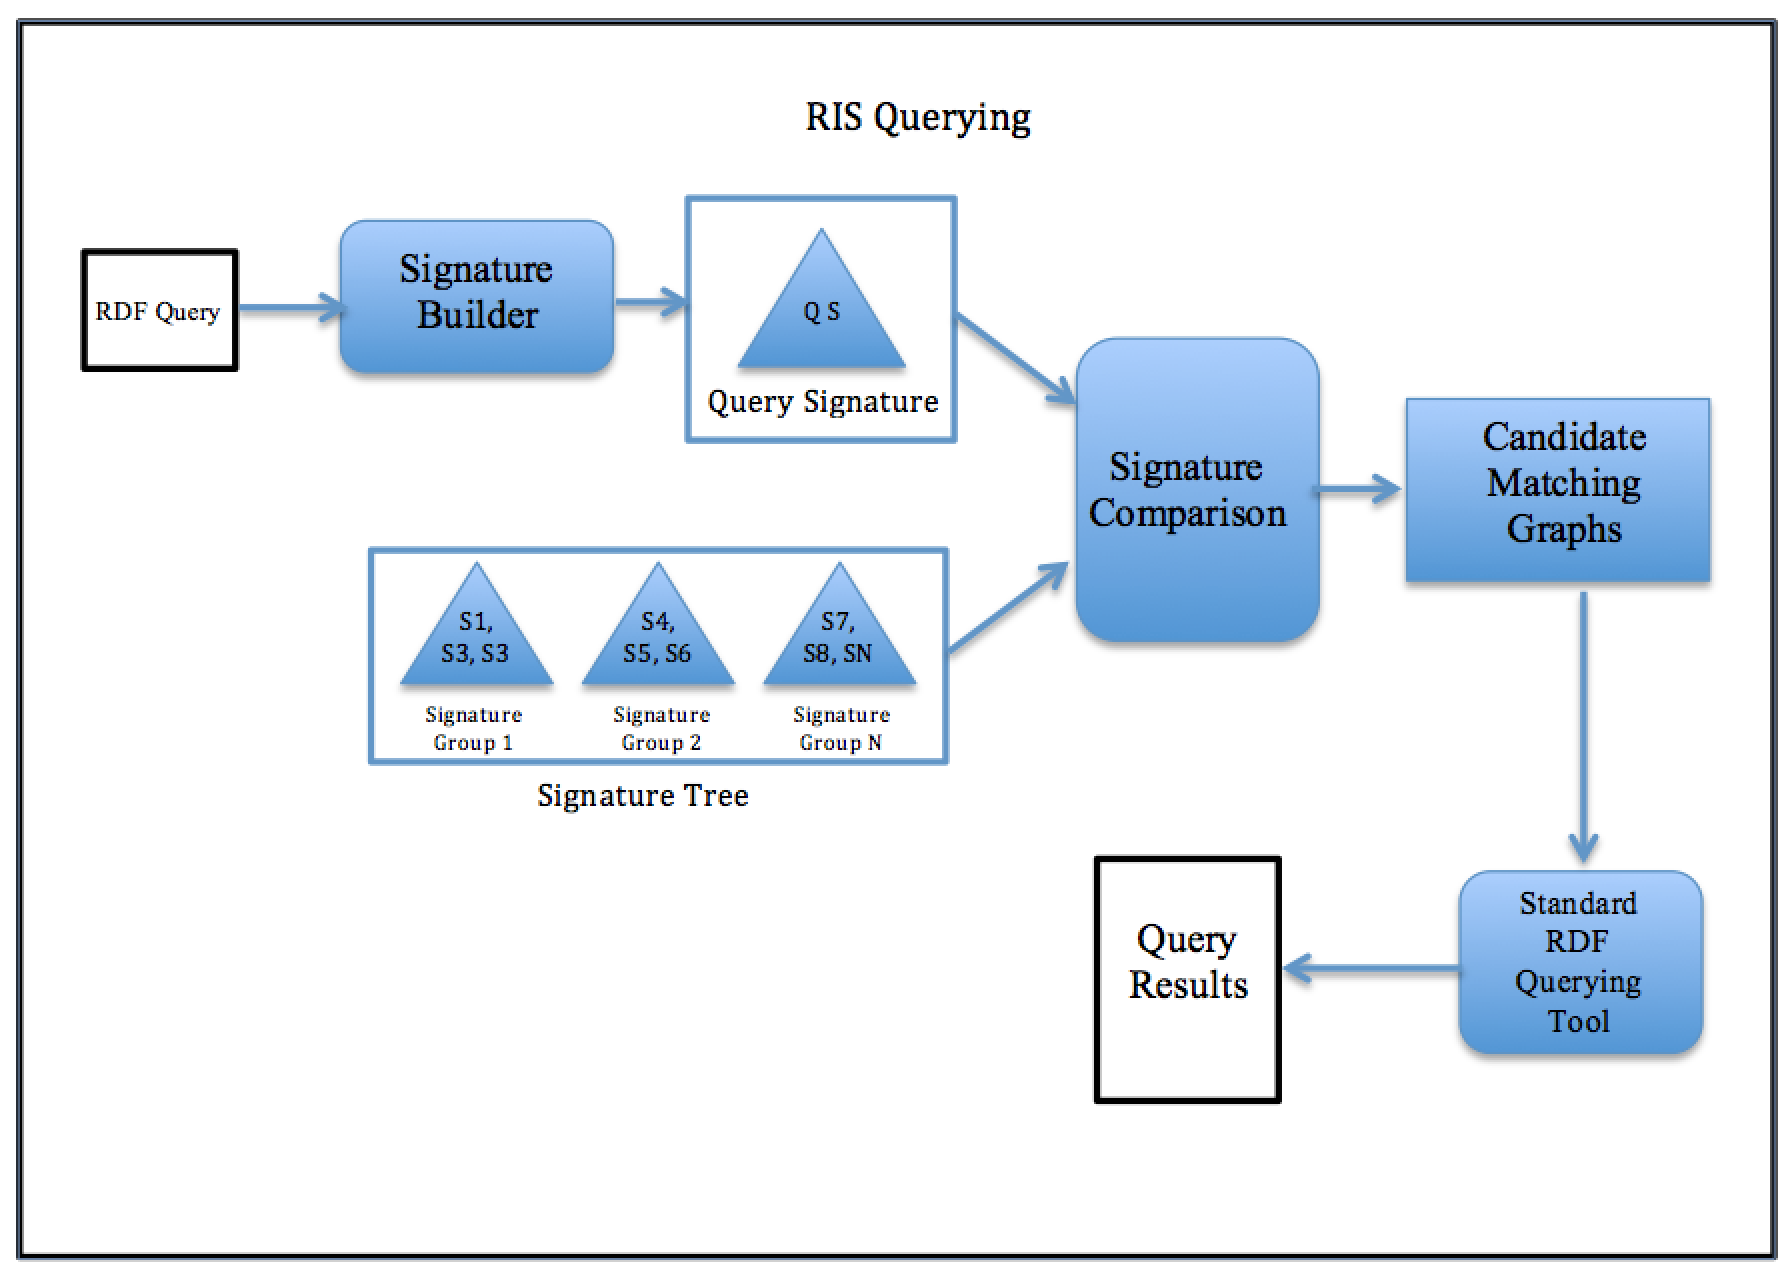 RIS Querying
RDF Query
Signature
Builder
Q S
Query Signature
S1,
S3, S3
Signature
Group 1
S4,
S5, S6
Signature
Group 2
S7,
S8, SN
Signature
Group N
Signature Tree
Signature
Comparison
Candidate
Matching
Graphs
Standard
RDF
Querying
Tool
Query
Results